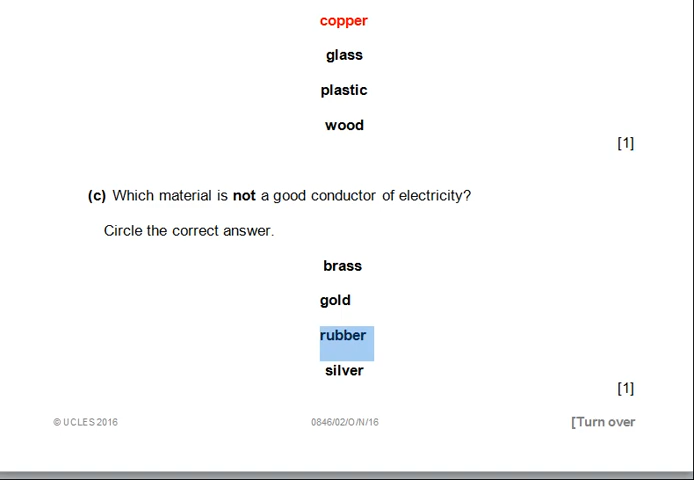 copper
glass
plastic
wood
[1]
(c) Which material is not a good conductor of electricity?
Circle the correct answer.
brass
gold
rubber
silver
[1]
© UCLES 2016 0846/02/O/N/16 [Turn over